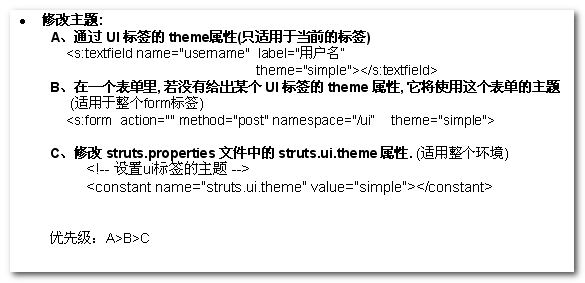 • 修改主题:
A、通过 UI 标签的 theme属性(只适用于当前的标签)
<s:textfield name="username" label="用户名"
theme="simple"></s:textfield>
B、在一个表单里, 若没有给出某个 UI 标签的 theme 属性, 它将使用这个表单的主题
(适用于整个form标签)
<s:form action="" method="post" namespace="/ui" theme="simple">
C、修改 struts.properties 文件中的 struts.ui.theme 属性. (适用整个环境)
<!-- 设置ui标签的主题 -->
<constant name="struts.ui.theme" value="simple"></constant>
优先级：A>B>C